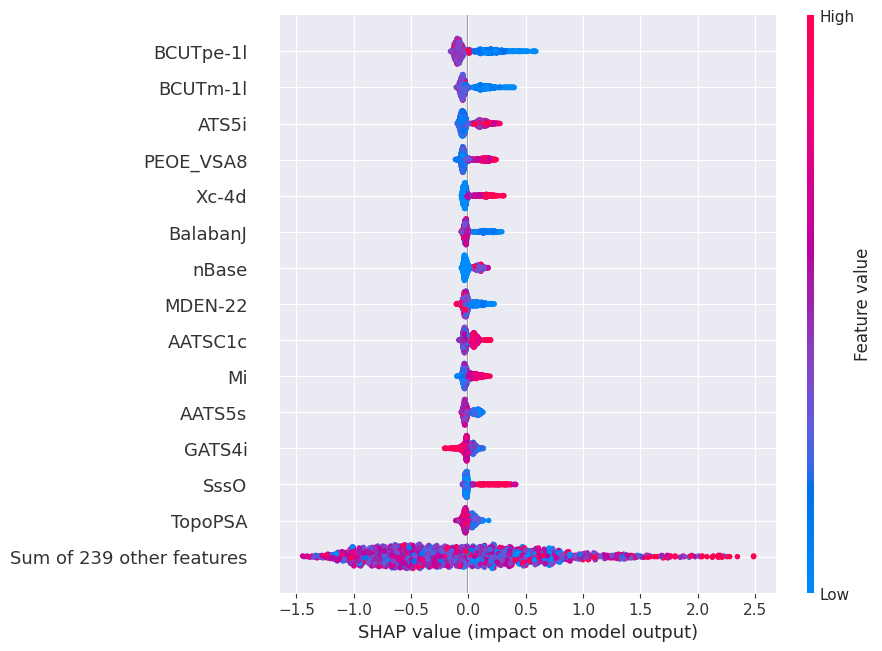 High
BCUTpe-1l
BCUTm-1l
ATS5i
PEOE_VSA8
Xc-4d
BalabanJ
nBase
MDEN-22
AATSC1c
Mi
AATS5s
GATS4i
SssO
TopoPSA
Sum of 239 other features
Feature value
Low
−1.5 −1.0 −0.5 0.0 0.5 1.0 1.5 2.0 2.5
SHAP value (impact on model output)